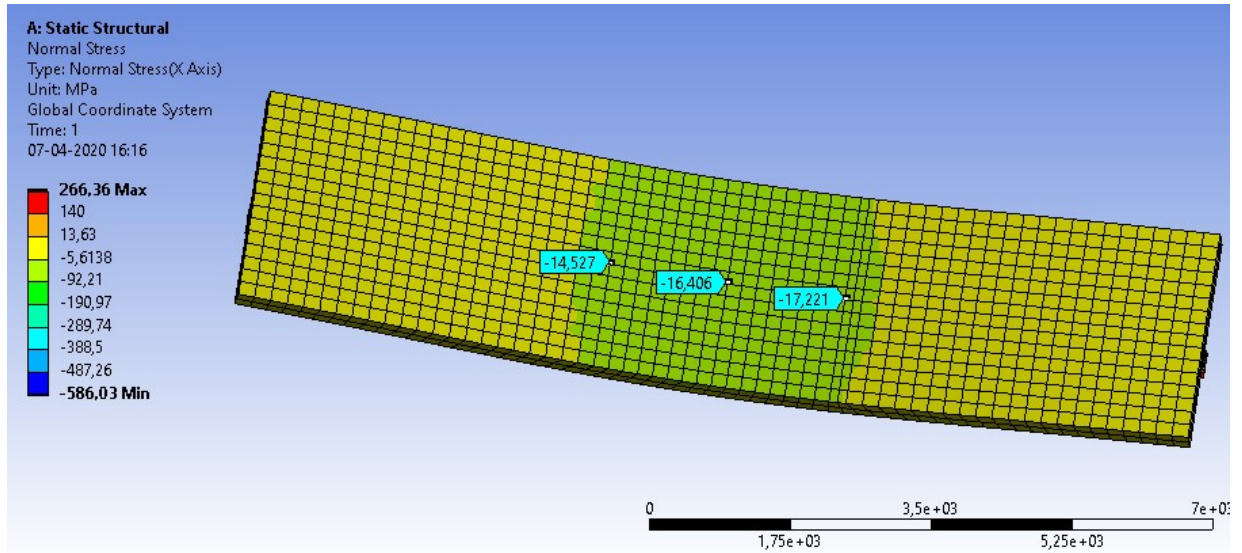 A: Static Structural
Normal Stress
Type: Normal Stress(X Axis)
Unit: MPa
Global Coordinate System
Time: 1
07-04-2020 16:16
266,36 Max
140
13,63
-5,6138
-92,21
-190,97
-289,74
-388,5
-487,26
-586,03 Min
-14,527
-16,406
-17,221
0 3,5e+03 7e+03
1,75e+03 5,25e+03